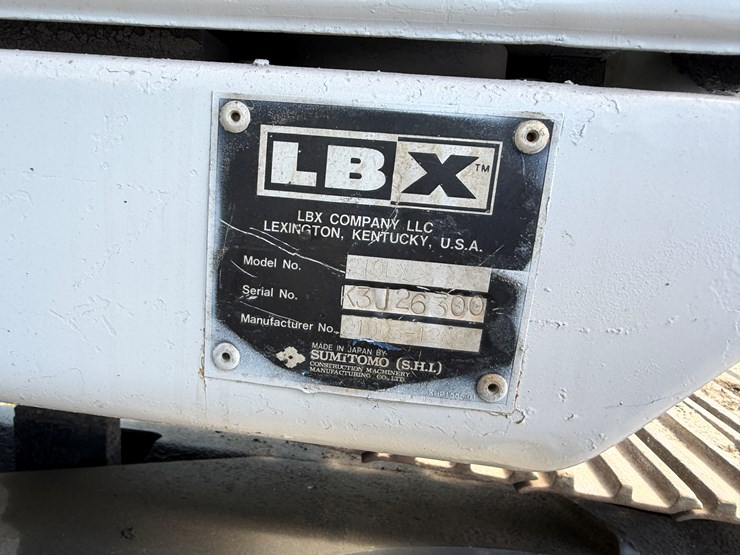 LBX™
LBX COMPANY LLC
LEXINGTON, KENTUCKY, U.S.A.
Model No.
Serial No. K3J26300
Manufacturer No.
MADE IN JAPAN BY
SUMITOMO (S.H.I.)
CONSTRUCTION MACHINERY
MANUFACTURING CO., LTD.